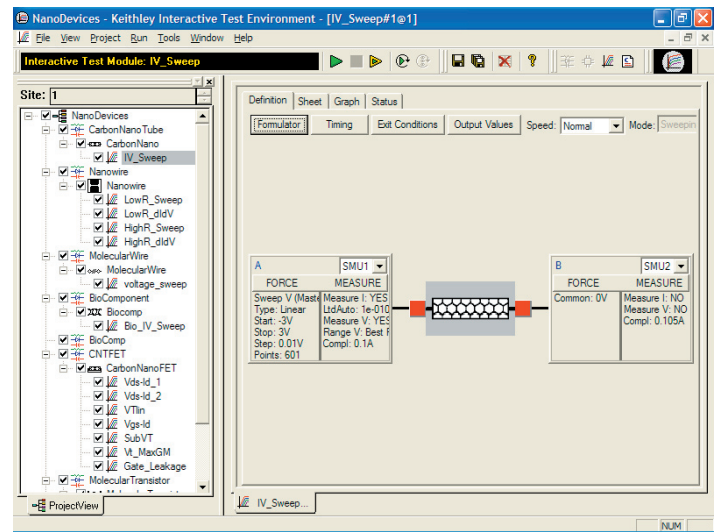 NanoDevices - Keithley Interactive Test Environment - [IV_Sweep#1@1]
File View Project Run Tools Window Help
Interactive Test Module: IV_Sweep
Site: 1
NanoDevices
CarbonNanoTube
CarbonNano
IV_Sweep
Nanowire
Nanowire
LowR_Sweep
LowR_dIdV
HighR_Sweep
HighR_dIdV
MolecularWire
MolecularWire
voltage_sweep
BioComponent
Biocomp
Bio_IV_Sweep
BioComp
CNTFET
CarbonNanoFET
Vds-Id_1
Vds-Id_2
VTlin
Vgs-Id
SubVT
Vt_MaxGM
Gate_Leakage
MolecularTransistor
ProjectView
Definition Sheet Graph Status
Formulator Timing Exit Conditions Output Values Speed: Normal Mode: Sweepin
A SMU1
FORCE MEASURE
Sweep V (Maste Measure I: YES
Type: Linear LtdAuto: 1e-010
Start: -3V Measure V: YES
Stop: 3V Range V: Best F
Step: 0.01V Compl: 0.1A
Points: 601
B SMU2
FORCE MEASURE
Common: 0V Measure I: NO
Measure V: NO
Compl: 0.105A
IV_Sweep...
NUM